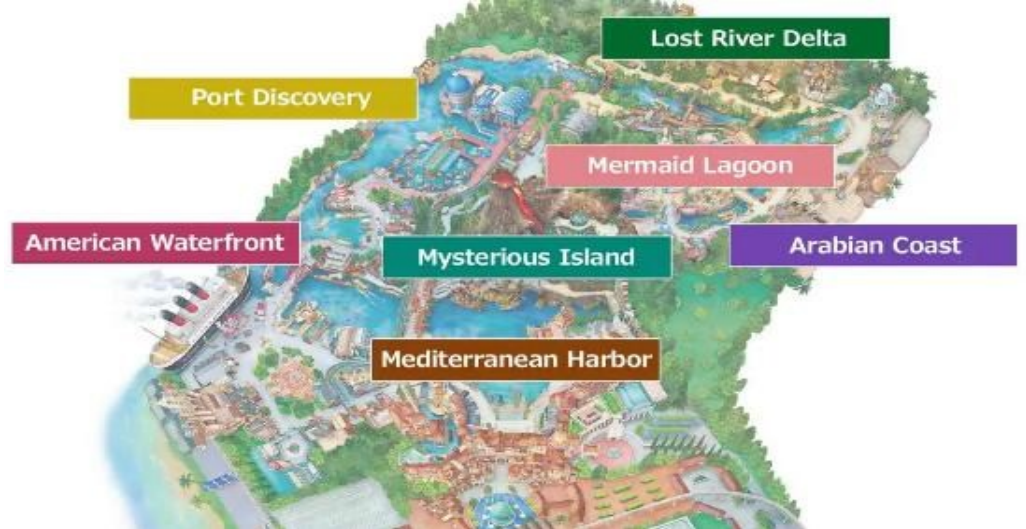 Lost River Delta
Port Discovery
Mermaid Lagoon
American Waterfront
Mysterious Island
Arabian Coast
Mediterranean Harbor